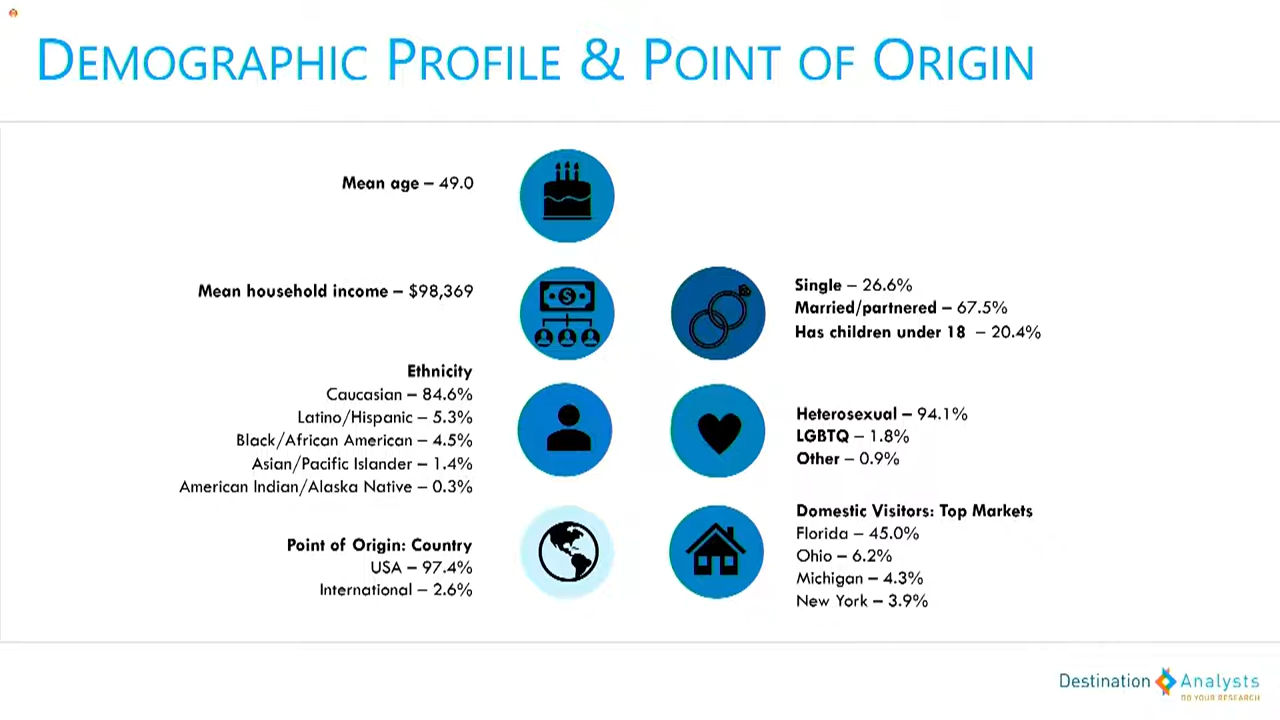 DEMOGRAPHIC PROFILE & POINT OF ORIGIN
Mean age – 49.0
Mean household income – $98,369
Ethnicity
Caucasian – 84.6%
Latino/Hispanic – 5.3%
Black/African American – 4.5%
Asian/Pacific Islander – 1.4%
American Indian/Alaska Native – 0.3%
Point of Origin: Country
USA – 97.4%
International – 2.6%
Single – 26.6%
Married/partnered – 67.5%
Has children under 18 – 20.4%
Heterosexual – 94.1%
LGBTQ – 1.8%
Other – 0.9%
Domestic Visitors: Top Markets
Florida – 45.0%
Ohio – 6.2%
Michigan – 4.3%
New York – 3.9%
Destination Analysts
DO YOUR RESEARCH